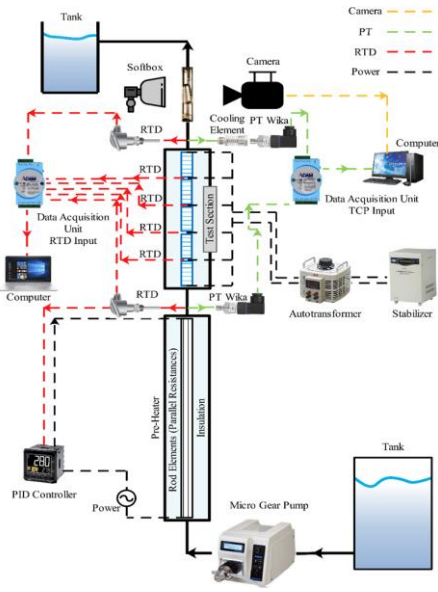 Tank
Camera
PT
RTD
Power
Softbox
Camera
Cooling
Element
PT Wika
RTD
Computer
RTD
RTD
RTD
RTD
Test Section
Data Acquisition
Unit
RTD Input
Data Acquisition Unit
TCP Input
Computer
RTD
PT Wika
Autotransformer
Stabilizer
Pre-Heater
Rod Elements (Parallel Resistances)
Insulation
280
PID Controller
Power
Tank
Micro Gear Pump